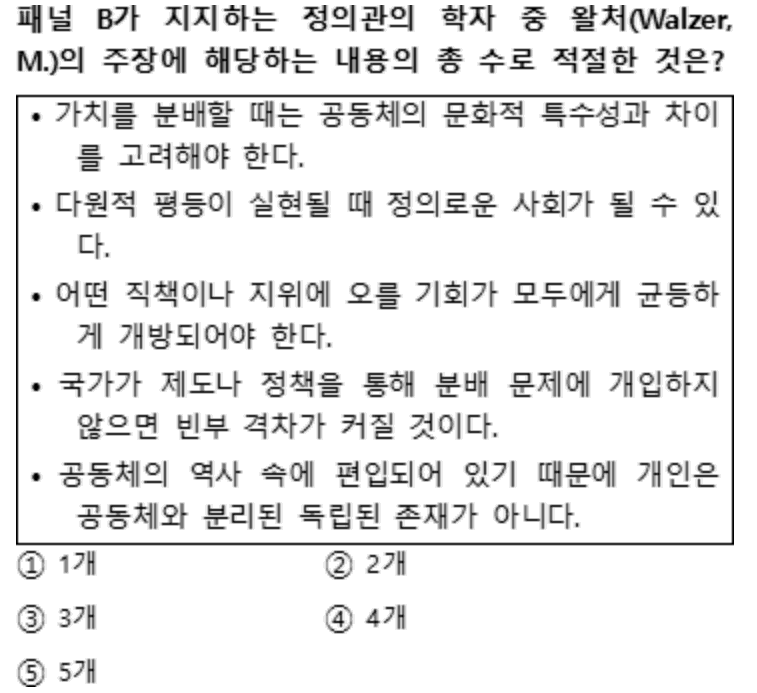 패널 B가 지지하는 정의관의 학자 중 왈처(Walzer,
M.)의 주장에 해당하는 내용의 총 수로 적절한 것은?
• 가치를 분배할 때는 공동체의 문화적 특수성과 차이
를 고려해야 한다.
• 다원적 평등이 실현될 때 정의로운 사회가 될 수 있
다.
• 어떤 직책이나 지위에 오를 기회가 모두에게 균등하
게 개방되어야 한다.
• 국가가 제도나 정책을 통해 분배 문제에 개입하지
않으면 빈부 격차가 커질 것이다.
• 공동체의 역사 속에 편입되어 있기 때문에 개인은
공동체와 분리된 독립된 존재가 아니다.
① 1개 ② 2개
③ 3개 ④ 4개
⑤ 5개